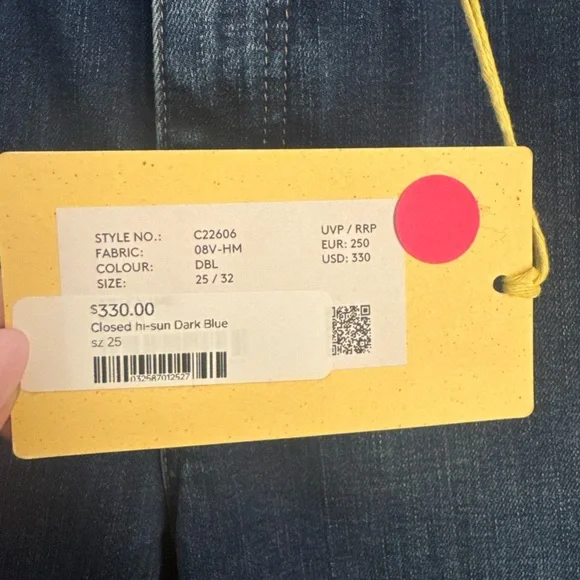 STYLE NO.: C22606
FABRIC: 08V-HM
COLOUR: DBL
SIZE: 25 / 32
UVP / RRP
EUR: 250
USD: 330
$330.00
Closed hi-sun Dark Blue
sz 25
032587012527